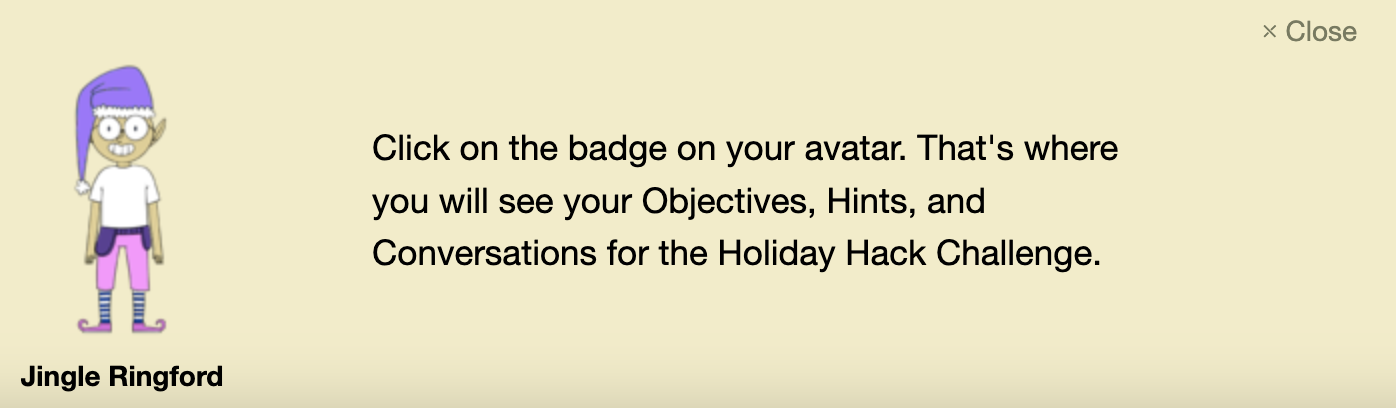 × Close
Click on the badge on your avatar. That's where
you will see your Objectives, Hints, and
Conversations for the Holiday Hack Challenge.
Jingle Ringford